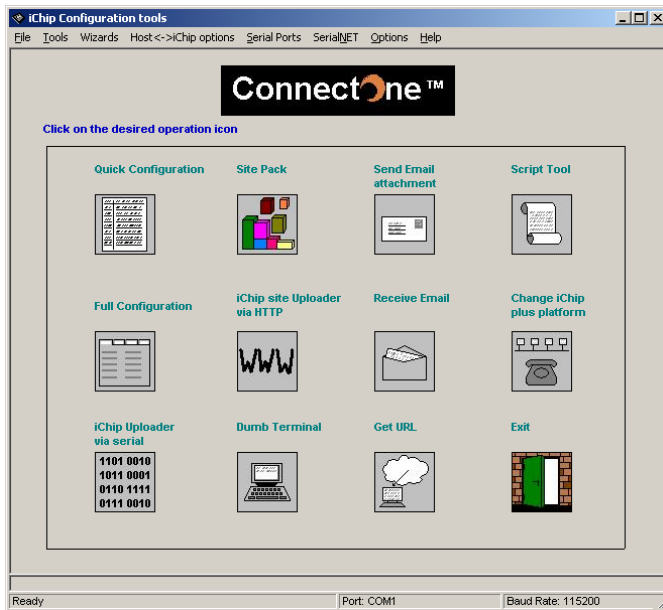 iChip Configuration tools
File Tools Wizards Host<->iChip options Serial Ports SerialNET Options Help
ConnectOne™
Click on the desired operation icon
Quick Configuration
Site Pack
Send Email
attachment
Script Tool
Full Configuration
iChip site Uploader
via HTTP
WWW
Receive Email
Change iChip
plus platform
iChip Uploader
via serial
1101 0010
1011 0001
0110 1111
0111 0010
Dumb Terminal
Get URL
Exit
Ready Port: COM1 Baud Rate: 115200